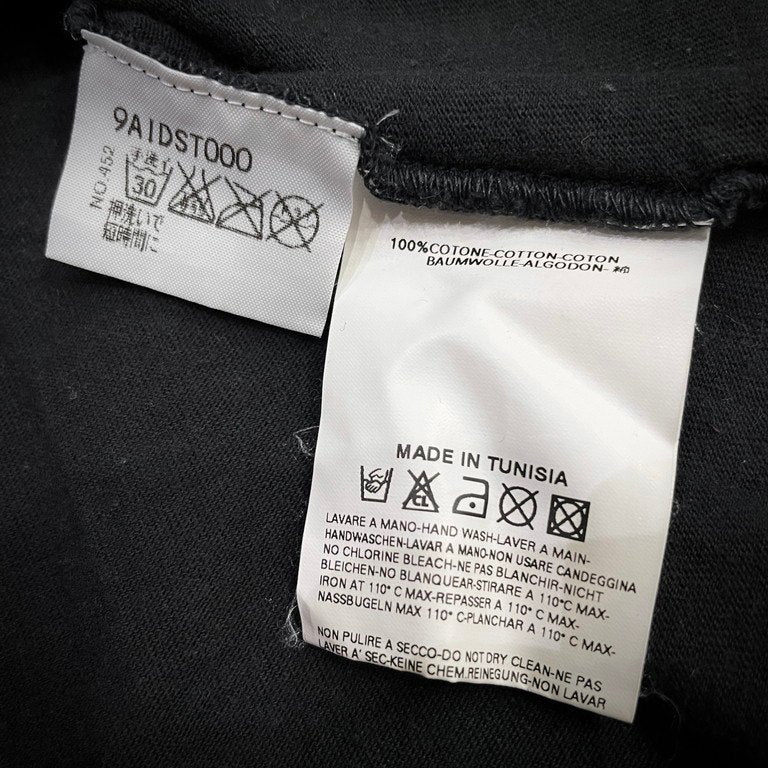 9AIDST000
NO.452
手洗イ
30
押洗いで
短時間に
100%COTONE-COTTON-COTON
BAUMWOLLE-ALGODON- 綿
MADE IN TUNISIA
CL
LAVARE A MANO-HAND WASH-LAVER A MAIN-
HANDWASCHEN-LAVAR A MANO-NON USARE CANDEGGINA
NO CHLORINE BLEACH-NE PAS BLANCHIR-NICHT
BLEICHEN-NO BLANQUEAR-STIRARE A 110°C MAX-
IRON AT 110° C MAX-REPASSER A 110° C MAX-
NASSBUGELN MAX 110° C-PLANCHAR A 110° C MAX-
NON PULIRE A SECCO-DO NOT DRY CLEAN-NE PAS
LAVER A' SEC-KEINE CHEM.REINEGUNG-NON LAVAR